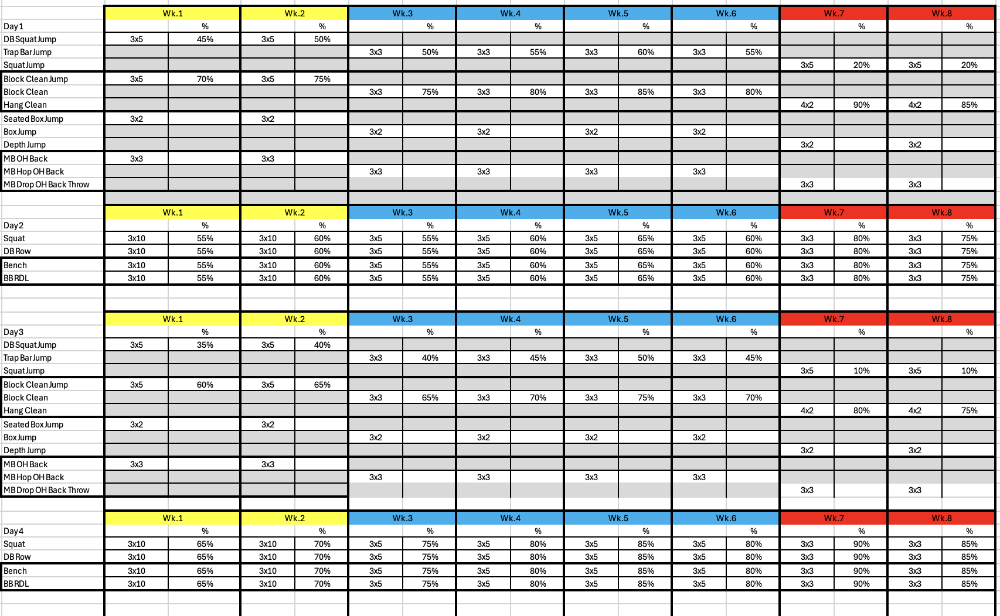 Wk.1 Wk.2 Wk.3 Wk.4 Wk.5 Wk.6 Wk.7 Wk.8
Day 1 % % % % % % % %
DB Squat Jump 3x5 45% 3x5 50%
Trap Bar Jump 3x3 50% 3x3 55% 3x3 60% 3x3 55%
Squat Jump 3x5 20% 3x5 20%
Block Clean Jump 3x5 70% 3x5 75%
Block Clean 3x3 75% 3x3 80% 3x3 85% 3x3 80%
Hang Clean 4x2 90% 4x2 85%
Seated Box Jump 3x2 3x2
Box Jump 3x2 3x2 3x2 3x2
Depth Jump 3x2 3x2
MB OH Back 3x3 3x3
MB Hop OH Back 3x3 3x3 3x3 3x3
MB Drop OH Back Throw 3x3 3x3
Wk.1 Wk.2 Wk.3 Wk.4 Wk.5 Wk.6 Wk.7 Wk.8
Day 2 % % % % % % % %
Squat 3x10 55% 3x10 60% 3x5 55% 3x5 60% 3x5 65% 3x5 60% 3x3 80% 3x3 75%
DB Row 3x10 55% 3x10 60% 3x5 55% 3x5 60% 3x5 65% 3x5 60% 3x3 80% 3x3 75%
Bench 3x10 55% 3x10 60% 3x5 55% 3x5 60% 3x5 65% 3x5 60% 3x3 80% 3x3 75%
BB RDL 3x10 55% 3x10 60% 3x5 55% 3x5 60% 3x5 65% 3x5 60% 3x3 80% 3x3 75%
Wk.1 Wk.2 Wk.3 Wk.4 Wk.5 Wk.6 Wk.7 Wk.8
Day 3 % % % % % % % %
DB Squat Jump 3x5 35% 3x5 40%
Trap Bar Jump 3x3 40% 3x3 45% 3x3 50% 3x3 45%
Squat Jump 3x5 10% 3x5 10%
Block Clean Jump 3x5 60% 3x5 65%
Block Clean 3x3 65% 3x3 70% 3x3 75% 3x3 70%
Hang Clean 4x2 80% 4x2 75%
Seated Box Jump 3x2 3x2
Box Jump 3x2 3x2 3x2 3x2
Depth Jump 3x2 3x2
MB OH Back 3x3 3x3
MB Hop OH Back 3x3 3x3 3x3 3x3
MB Drop OH Back Throw 3x3 3x3
Wk.1 Wk.2 Wk.3 Wk.4 Wk.5 Wk.6 Wk.7 Wk.8
Day 4 % % % % % % % %
Squat 3x10 65% 3x10 70% 3x5 75% 3x5 80% 3x5 85% 3x5 80% 3x3 90% 3x3 85%
DB Row 3x10 65% 3x10 70% 3x5 75% 3x5 80% 3x5 85% 3x5 80% 3x3 90% 3x3 85%
Bench 3x10 65% 3x10 70% 3x5 75% 3x5 80% 3x5 85% 3x5 80% 3x3 90% 3x3 85%
BB RDL 3x10 65% 3x10 70% 3x5 75% 3x5 80% 3x5 85% 3x5 80% 3x3 90% 3x3 85%